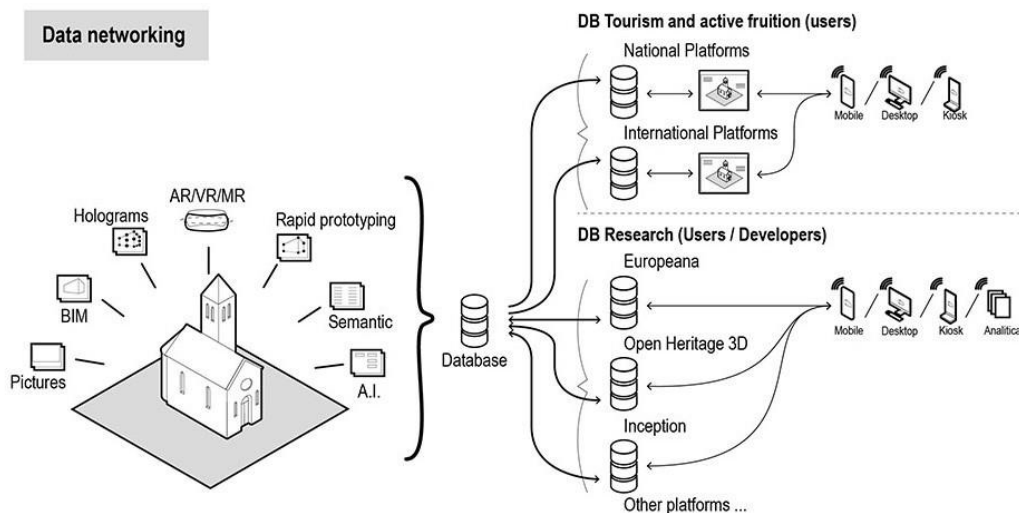 Data networking
AR/VR/MR
Holograms
Rapid prototyping
BIM
Semantic
Pictures
A.I.
Database
DB Tourism and active fruition (users)
National Platforms
Mobile
Desktop
Kiosk
International Platforms
DB Research (Users / Developers)
Europeana
Mobile
Desktop
Kiosk
Analitica
Open Heritage 3D
Inception
Other platforms ...